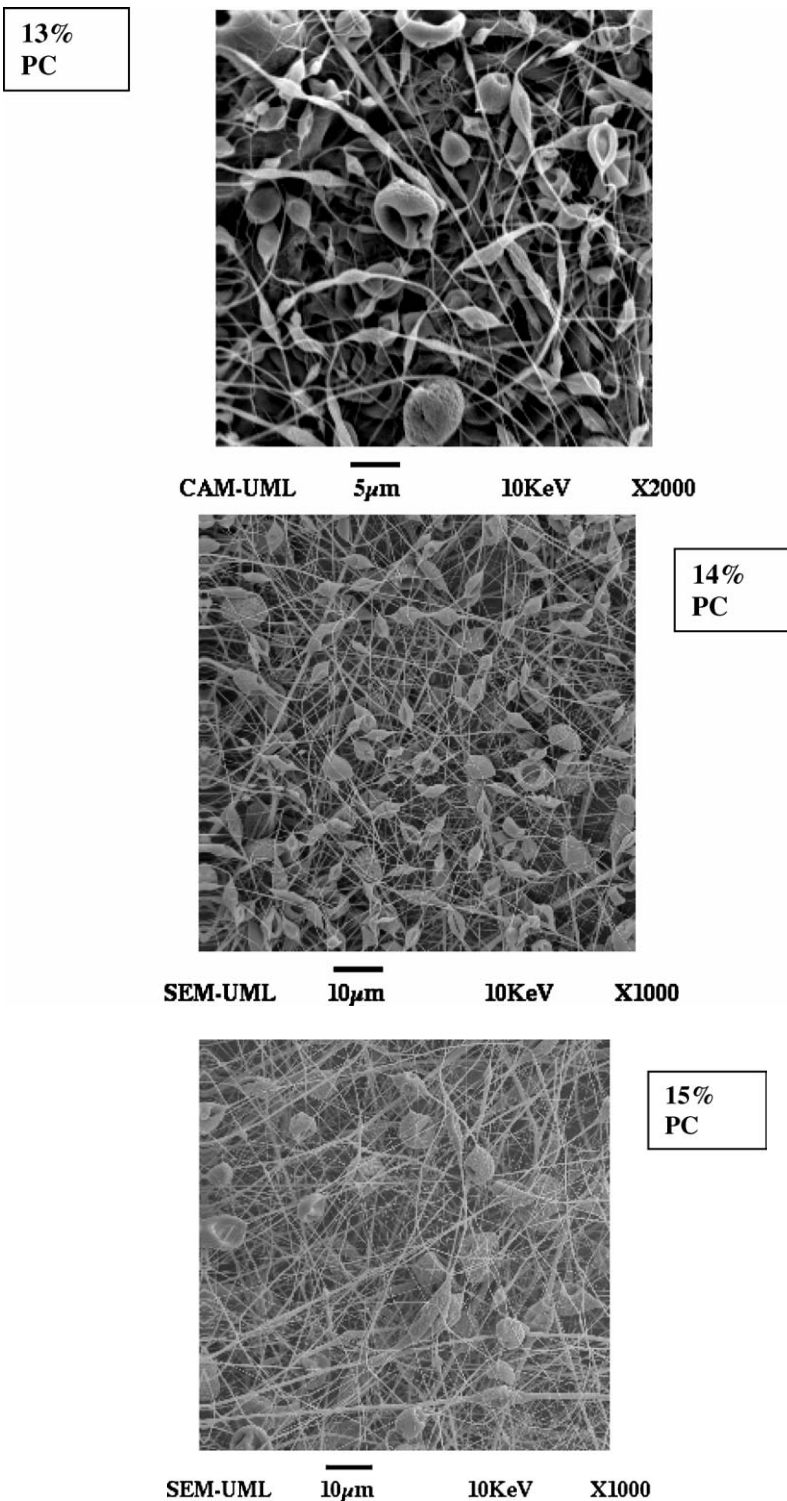 13%
PC
CAM-UML 5μm 10KeV X2000
14%
PC
SEM-UML 10μm 10KeV X1000
15%
PC
SEM-UML 10μm 10KeV X1000